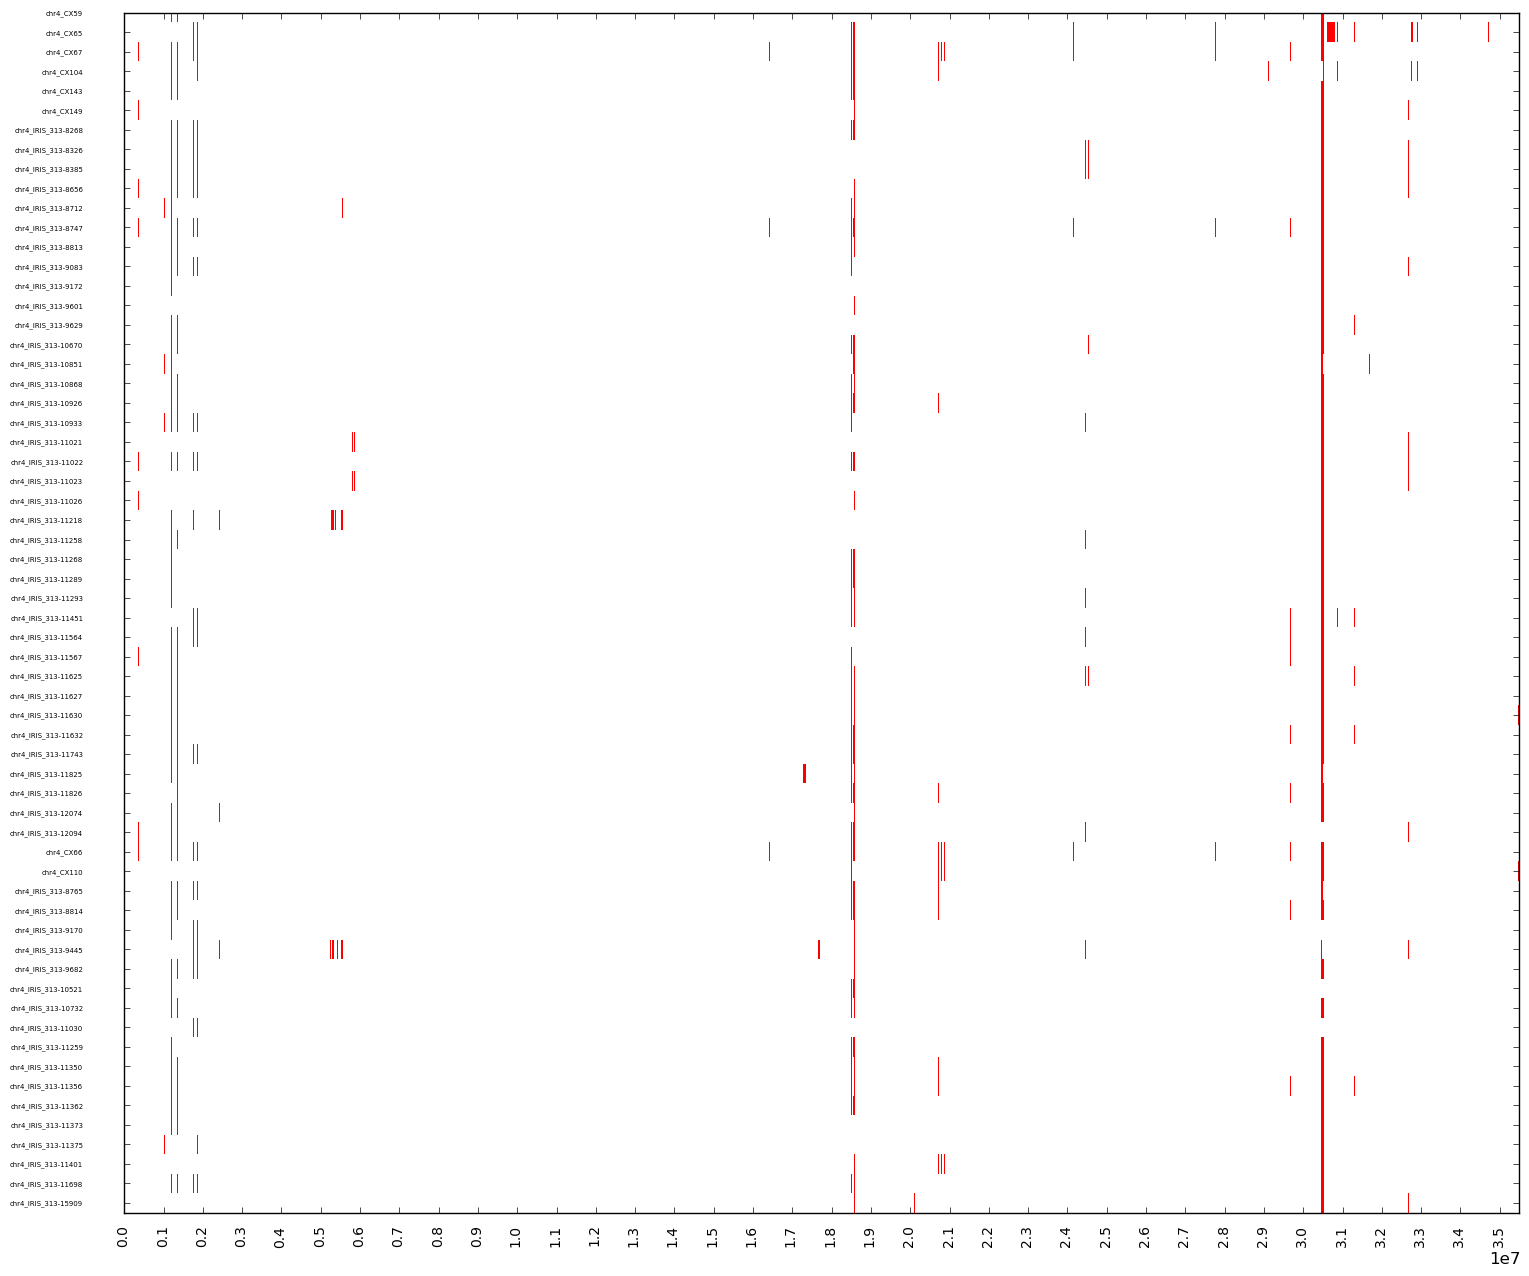 chr4_CX59
chr4_CX65
chr4_CX67
chr4_CX104
chr4_CX143
chr4_CX149
chr4_IRIS_313-8268
chr4_IRIS_313-8326
chr4_IRIS_313-8385
chr4_IRIS_313-8656
chr4_IRIS_313-8712
chr4_IRIS_313-8747
chr4_IRIS_313-8813
chr4_IRIS_313-9083
chr4_IRIS_313-9172
chr4_IRIS_313-9601
chr4_IRIS_313-9629
chr4_IRIS_313-10670
chr4_IRIS_313-10851
chr4_IRIS_313-10868
chr4_IRIS_313-10926
chr4_IRIS_313-10933
chr4_IRIS_313-11021
chr4_IRIS_313-11022
chr4_IRIS_313-11023
chr4_IRIS_313-11026
chr4_IRIS_313-11218
chr4_IRIS_313-11258
chr4_IRIS_313-11268
chr4_IRIS_313-11289
chr4_IRIS_313-11293
chr4_IRIS_313-11451
chr4_IRIS_313-11564
chr4_IRIS_313-11567
chr4_IRIS_313-11625
chr4_IRIS_313-11627
chr4_IRIS_313-11630
chr4_IRIS_313-11632
chr4_IRIS_313-11743
chr4_IRIS_313-11825
chr4_IRIS_313-11826
chr4_IRIS_313-12074
chr4_IRIS_313-12094
chr4_CX66
chr4_CX110
chr4_IRIS_313-8765
chr4_IRIS_313-8814
chr4_IRIS_313-9170
chr4_IRIS_313-9445
chr4_IRIS_313-9682
chr4_IRIS_313-10521
chr4_IRIS_313-10732
chr4_IRIS_313-11030
chr4_IRIS_313-11259
chr4_IRIS_313-11350
chr4_IRIS_313-11356
chr4_IRIS_313-11362
chr4_IRIS_313-11373
chr4_IRIS_313-11375
chr4_IRIS_313-11401
chr4_IRIS_313-11698
chr4_IRIS_313-15909
0.0 0.1 0.2 0.3 0.4 0.5 0.6 0.7 0.8 0.9 1.0 1.1 1.2 1.3 1.4 1.5 1.6 1.7 1.8 1.9 2.0 2.1 2.2 2.3 2.4 2.5 2.6 2.7 2.8 2.9 3.0 3.1 3.2 3.3 3.4 3.5
1e7